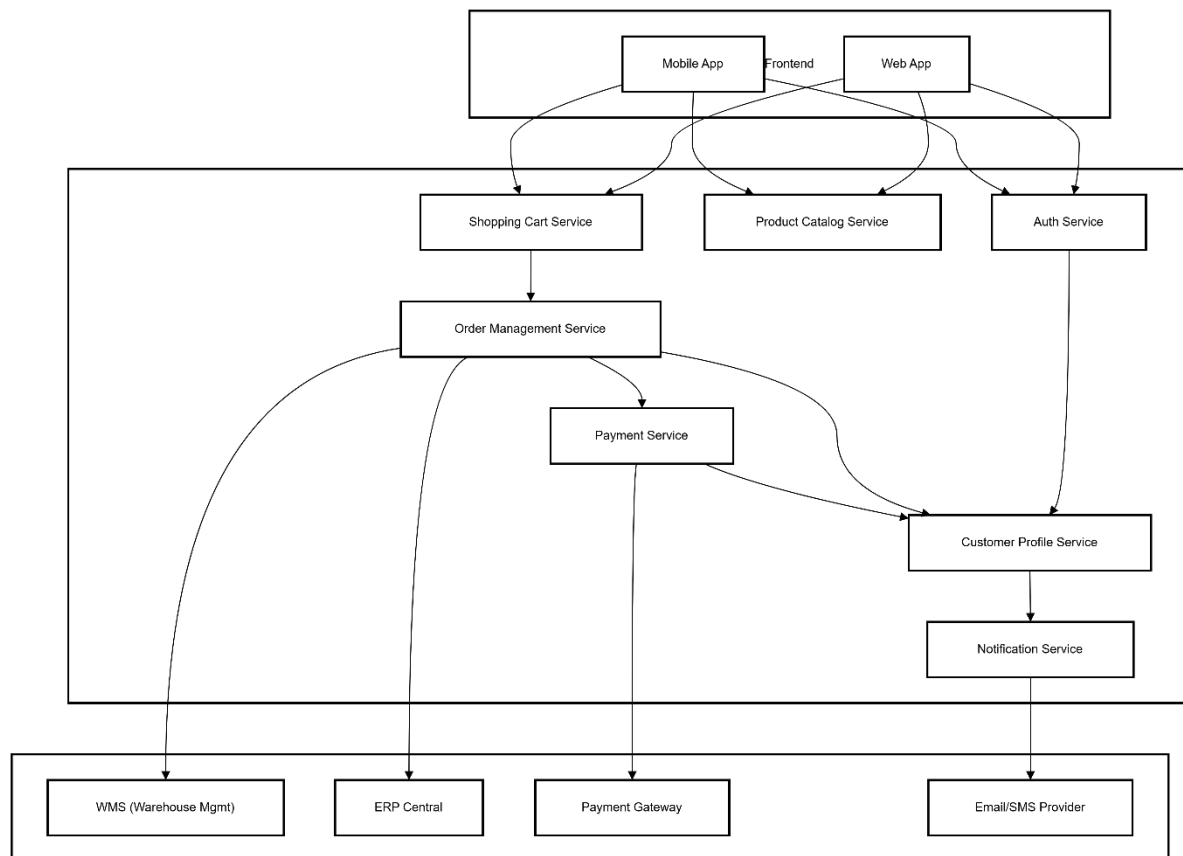 Mobile App
Frontend
Web App
Shopping Cart Service
Product Catalog Service
Auth Service
Order Management Service
Payment Service
Customer Profile Service
Notification Service
WMS (Warehouse Mgmt)
ERP Central
Payment Gateway
Email/SMS Provider